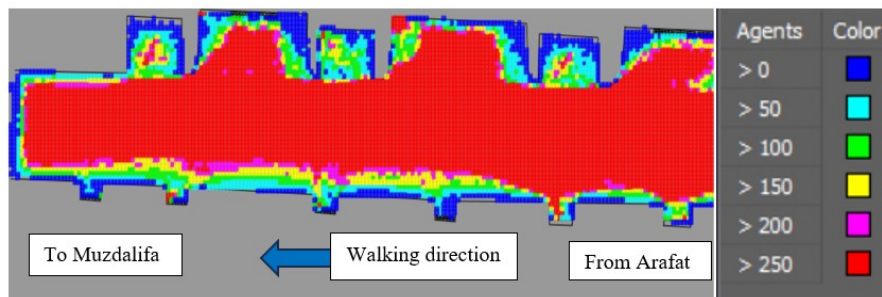 Agents Color
> 0
> 50
> 100
> 150
> 200
> 250
To Muzdalifa
Walking direction
From Arafat